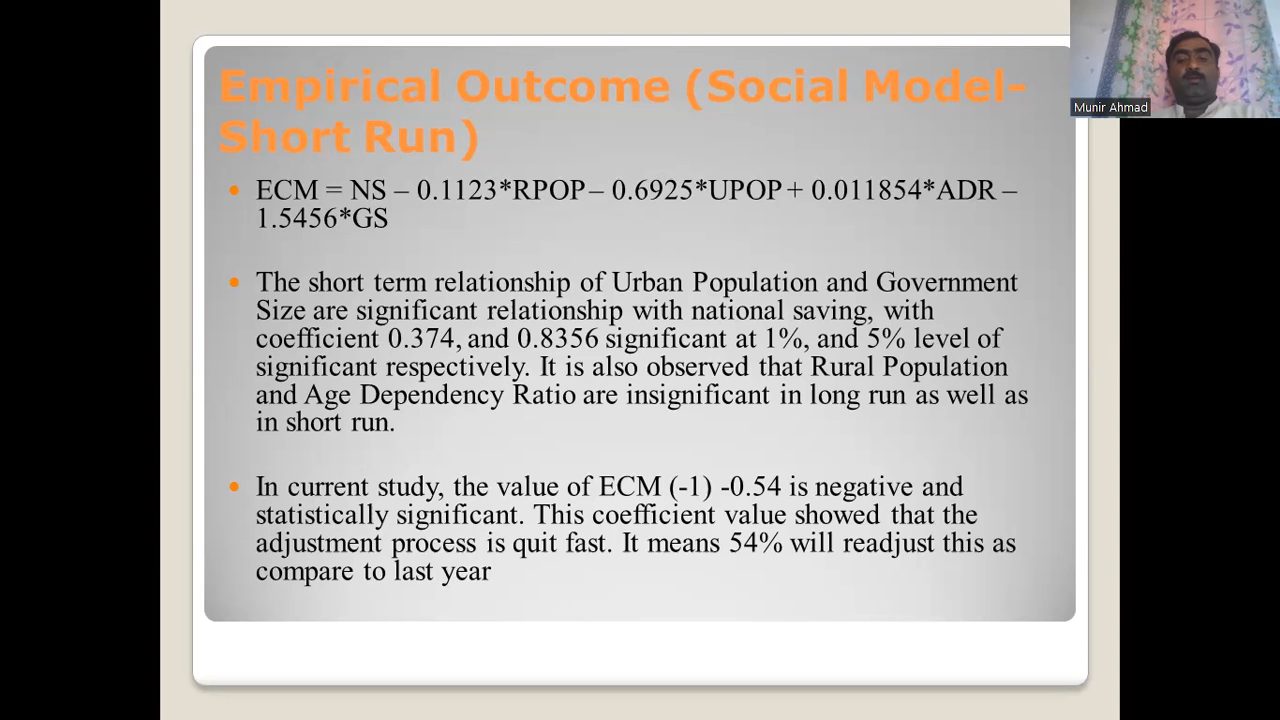 Empirical Outcome (Social Model-
Short Run)
Munir Ahmad
• ECM = NS – 0.1123*RPOP – 0.6925*UPOP + 0.011854*ADR –
1.5456*GS
• The short term relationship of Urban Population and Government
Size are significant relationship with national saving, with
coefficient 0.374, and 0.8356 significant at 1%, and 5% level of
significant respectively. It is also observed that Rural Population
and Age Dependency Ratio are insignificant in long run as well as
in short run.
• In current study, the value of ECM (-1) -0.54 is negative and
statistically significant. This coefficient value showed that the
adjustment process is quit fast. It means 54% will readjust this as
compare to last year